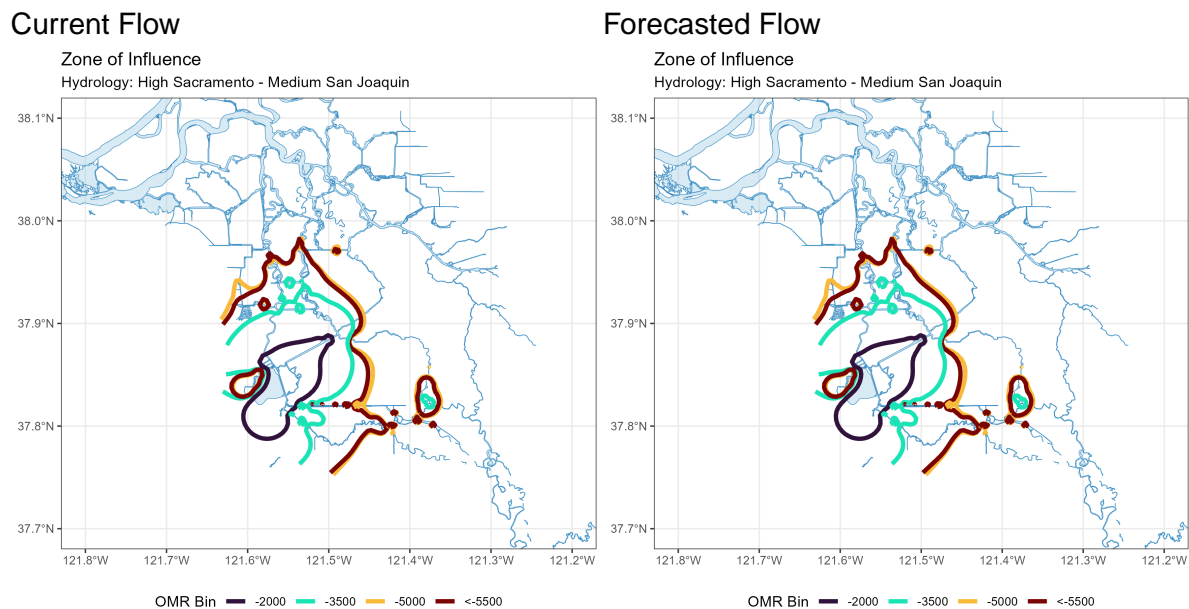 Current Flow
Forecasted Flow
Zone of Influence
Hydrology: High Sacramento - Medium San Joaquin
38.1°N
38.0°N
37.9°N
37.8°N
37.7°N
121.8°W 121.7°W 121.6°W 121.5°W 121.4°W 121.3°W 121.2°W
OMR Bin -2000 -3500 -5000 <-5500
Zone of Influence
Hydrology: High Sacramento - Medium San Joaquin
38.1°N
38.0°N
37.9°N
37.8°N
37.7°N
121.8°W 121.7°W 121.6°W 121.5°W 121.4°W 121.3°W 121.2°W
OMR Bin -2000 -3500 -5000 <-5500